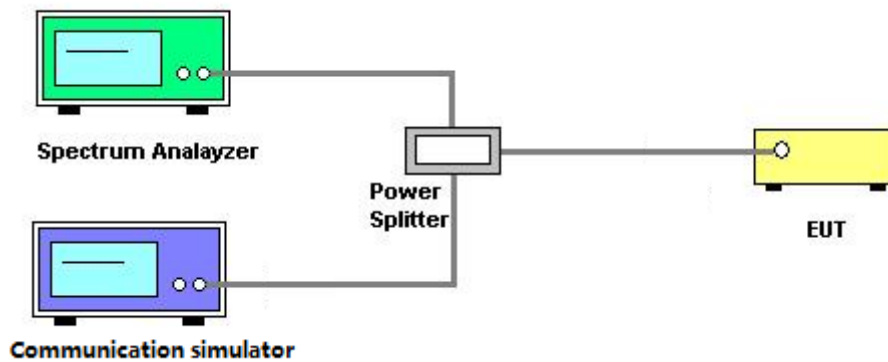 Spectrum Analayzer
Power
Splitter
EUT
Communication simulator